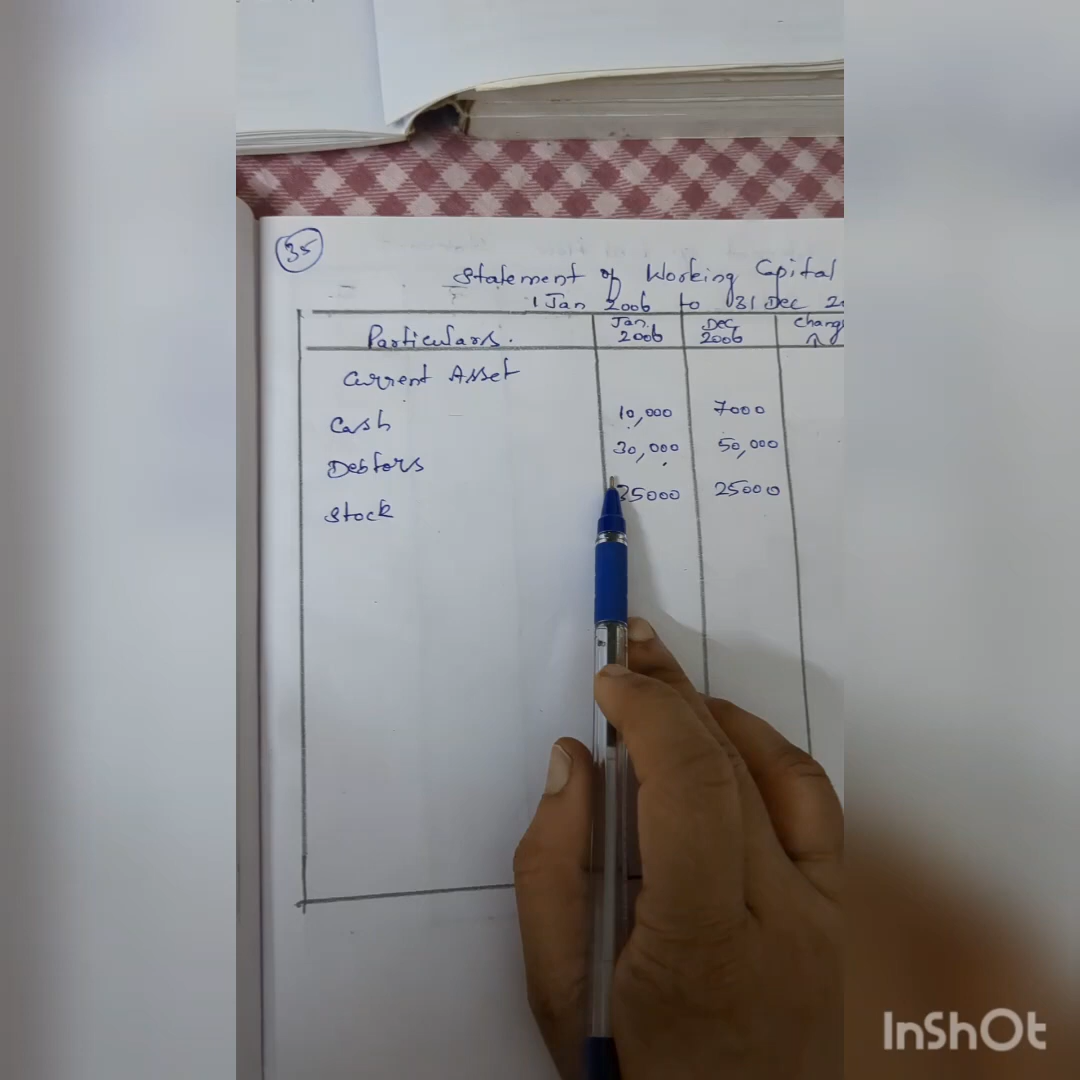 35
Statement of Working Capital
1 Jan 2006 to 31 Dec
Particulars. Jan 2006 Dec 2006
Current Asset
Cash 10,000 7000
Debtors 30,000 50,000
Stock 35000 25000
InShOt